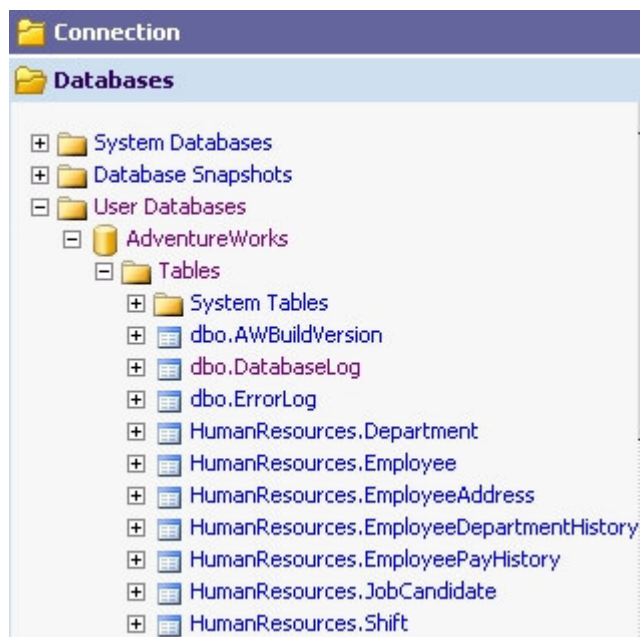 Connection
Databases
System Databases
Database Snapshots
User Databases
AdventureWorks
Tables
System Tables
dbo.AWBuildVersion
dbo.DatabaseLog
dbo.ErrorLog
HumanResources.Department
HumanResources.Employee
HumanResources.EmployeeAddress
HumanResources.EmployeeDepartmentHistory
HumanResources.EmployeePayHistory
HumanResources.JobCandidate
HumanResources.Shift